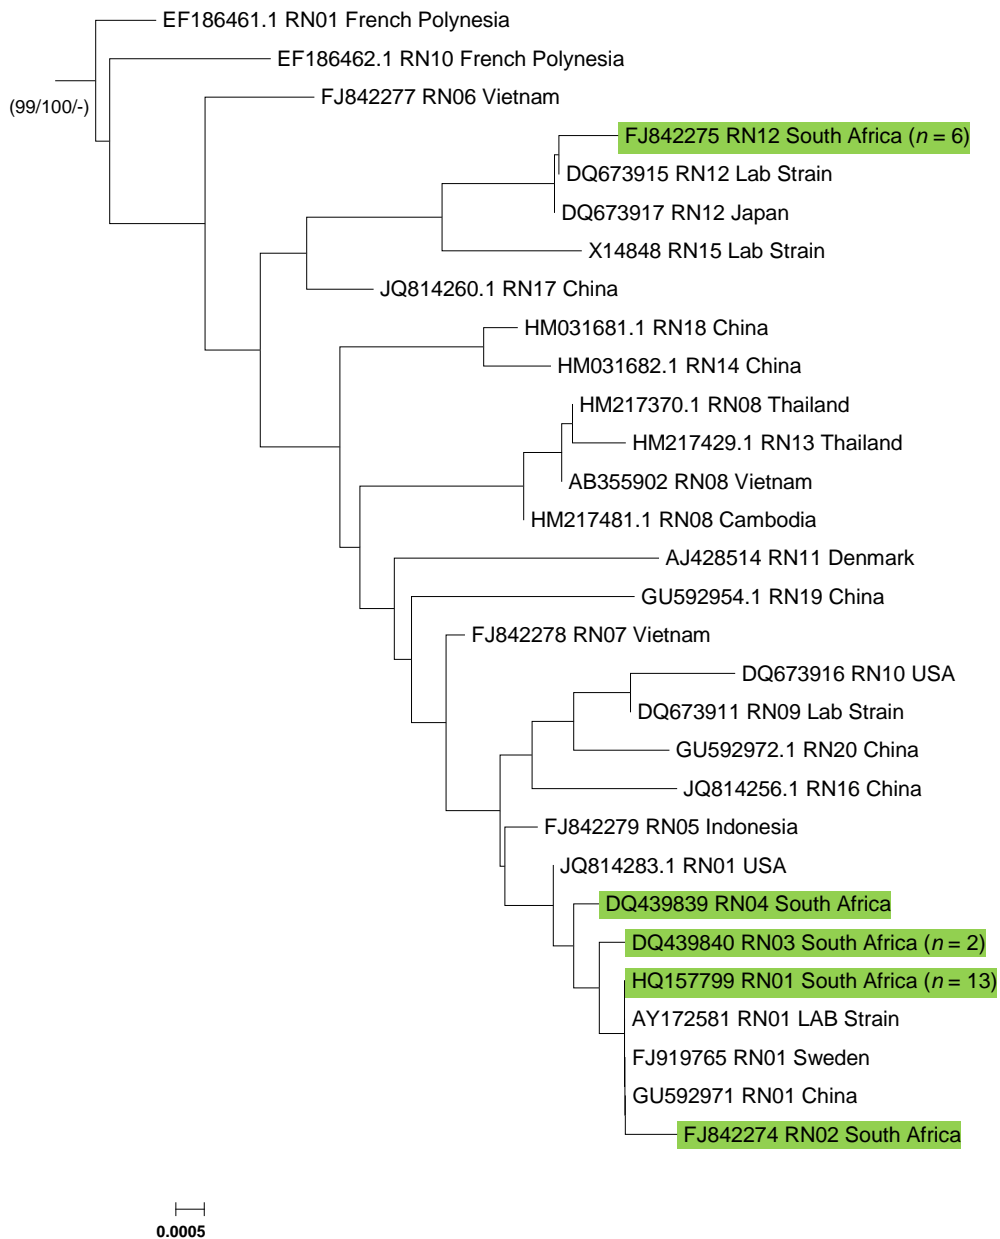 EF186461.1 RN01 French Polynesia
EF186462.1 RN10 French Polynesia
(99/100/-)
FJ842277 RN06 Vietnam
FJ842275 RN12 South Africa (n = 6)
DQ673915 RN12 Lab Strain
DQ673917 RN12 Japan
X14848 RN15 Lab Strain
JQ814260.1 RN17 China
HM031681.1 RN18 China
HM031682.1 RN14 China
HM217370.1 RN08 Thailand
HM217429.1 RN13 Thailand
AB355902 RN08 Vietnam
HM217481.1 RN08 Cambodia
AJ428514 RN11 Denmark
GU592954.1 RN19 China
FJ842278 RN07 Vietnam
DQ673916 RN10 USA
DQ673911 RN09 Lab Strain
GU592972.1 RN20 China
JQ814256.1 RN16 China
FJ842279 RN05 Indonesia
JQ814283.1 RN01 USA
DQ439839 RN04 South Africa
DQ439840 RN03 South Africa (n = 2)
HQ157799 RN01 South Africa (n = 13)
AY172581 RN01 LAB Strain
FJ919765 RN01 Sweden
GU592971 RN01 China
FJ842274 RN02 South Africa
0.0005